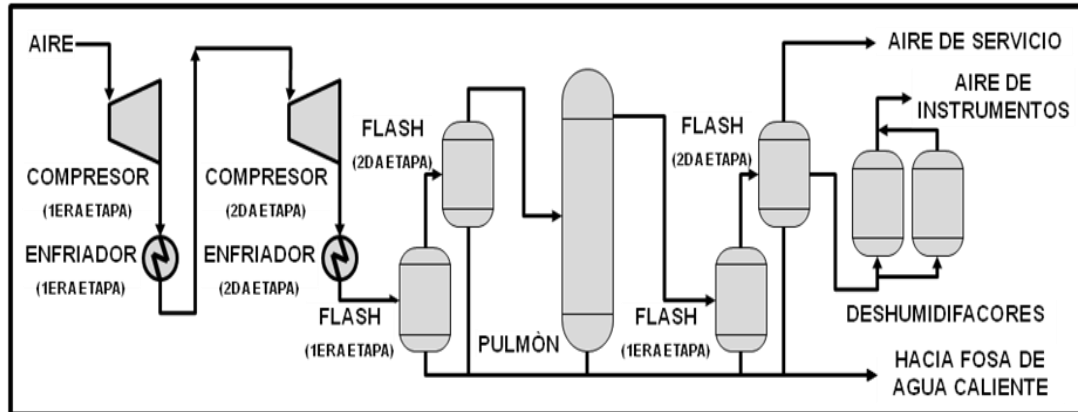 AIRE
COMPRESOR
(1ERA ETAPA)
ENFRIADOR
(1ERA ETAPA)
COMPRESOR
(2DA ETAPA)
ENFRIADOR
(2DA ETAPA)
FLASH
(2DA ETAPA)
FLASH
(1ERA ETAPA)
PULMÒN
FLASH
(2DA ETAPA)
FLASH
(1ERA ETAPA)
AIRE DE SERVICIO
AIRE DE
INSTRUMENTOS
DESHUMIDIFACORES
HACIA FOSA DE
AGUA CALIENTE